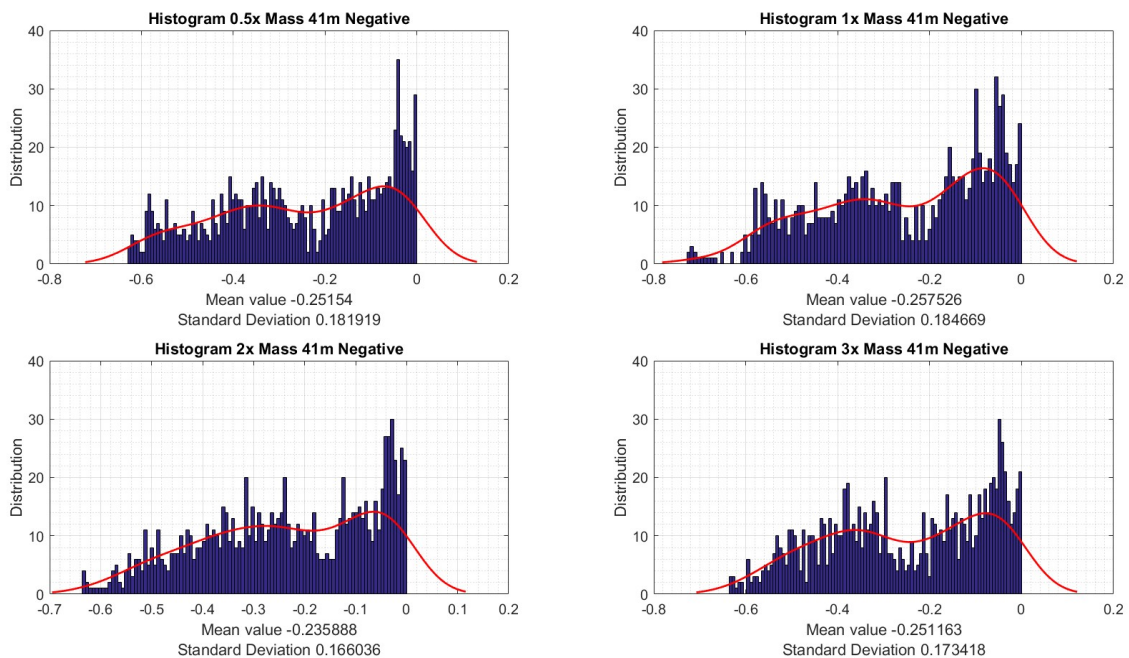 Histogram 0.5x Mass 41m Negative
40
30
20
10
0
Distribution
-0.8 -0.6 -0.4 -0.2 0 0.2
Mean value -0.25154
Standard Deviation 0.181919
Histogram 1x Mass 41m Negative
40
30
20
10
0
Distribution
-0.8 -0.6 -0.4 -0.2 0 0.2
Mean value -0.257526
Standard Deviation 0.184669
Histogram 2x Mass 41m Negative
40
30
20
10
0
Distribution
-0.7 -0.6 -0.5 -0.4 -0.3 -0.2 -0.1 0 0.1 0.2
Mean value -0.235888
Standard Deviation 0.166036
Histogram 3x Mass 41m Negative
40
30
20
10
0
Distribution
-0.8 -0.6 -0.4 -0.2 0 0.2
Mean value -0.251163
Standard Deviation 0.173418